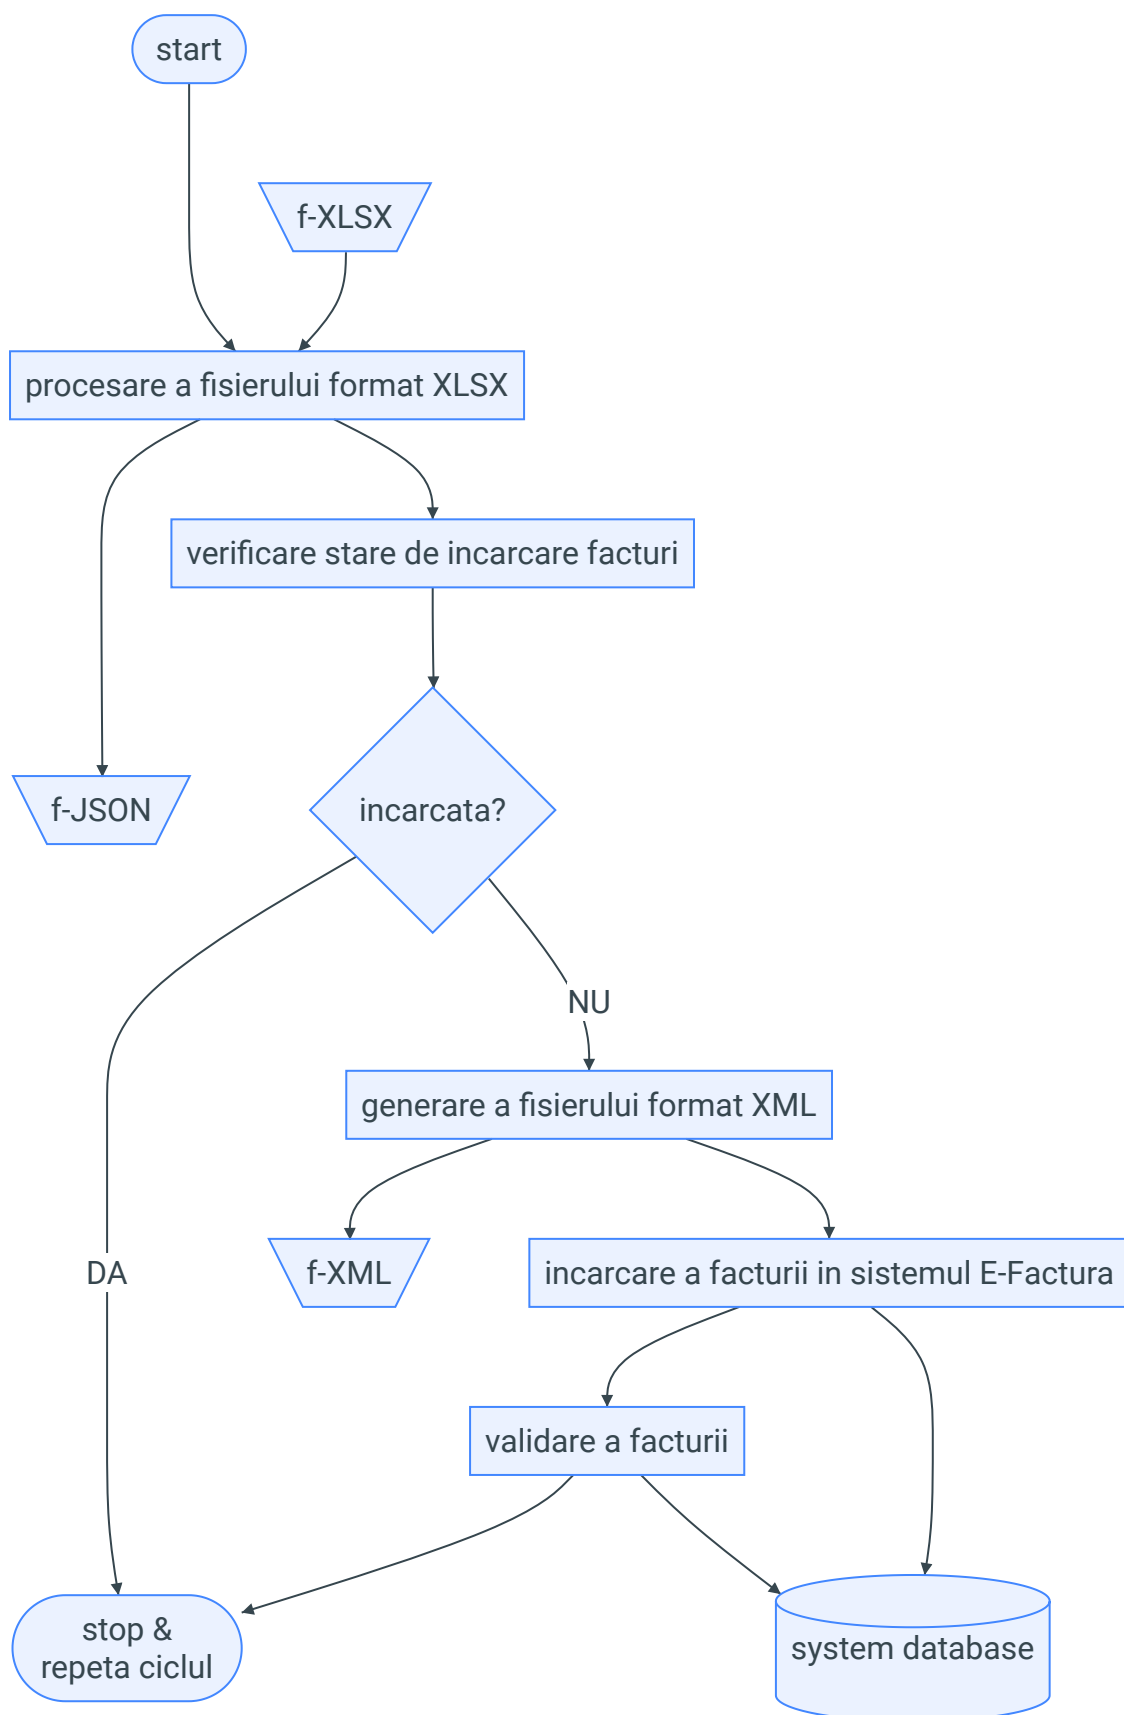 start
f-XLSX
procesare a fisierului format XLSX
verificare stare de incarcare facturi
f-JSON
incarcata?
NU
generare a fisierului format XML
DA
f-XML
incarcare a facturii in sistemul E-Factura
validare a facturii
stop &
repeta ciclul
system database